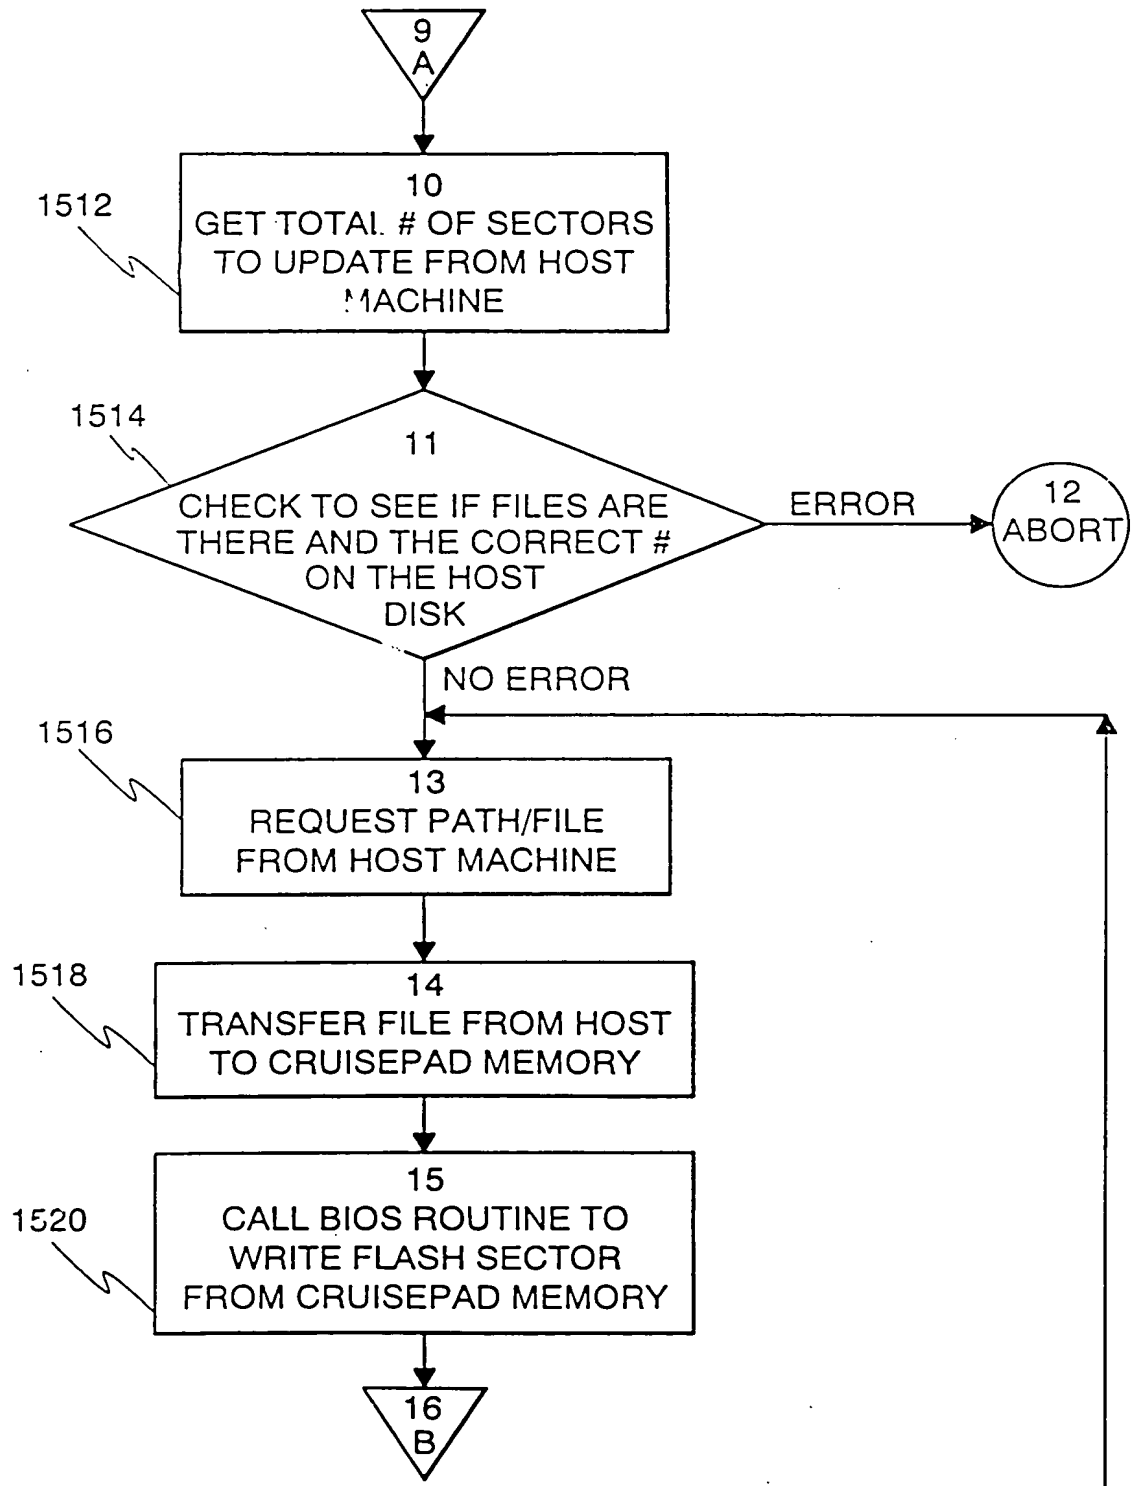 9
A
1512
10
GET TOTAL # OF SECTORS
TO UPDATE FROM HOST
MACHINE
1514
11
CHECK TO SEE IF FILES ARE
THERE AND THE CORRECT #
ON THE HOST
DISK
ERROR
12
ABORT
NO ERROR
1516
13
REQUEST PATH/FILE
FROM HOST MACHINE
1518
14
TRANSFER FILE FROM HOST
TO CRUISEPAD MEMORY
1520
15
CALL BIOS ROUTINE TO
WRITE FLASH SECTOR
FROM CRUISEPAD MEMORY
16
B